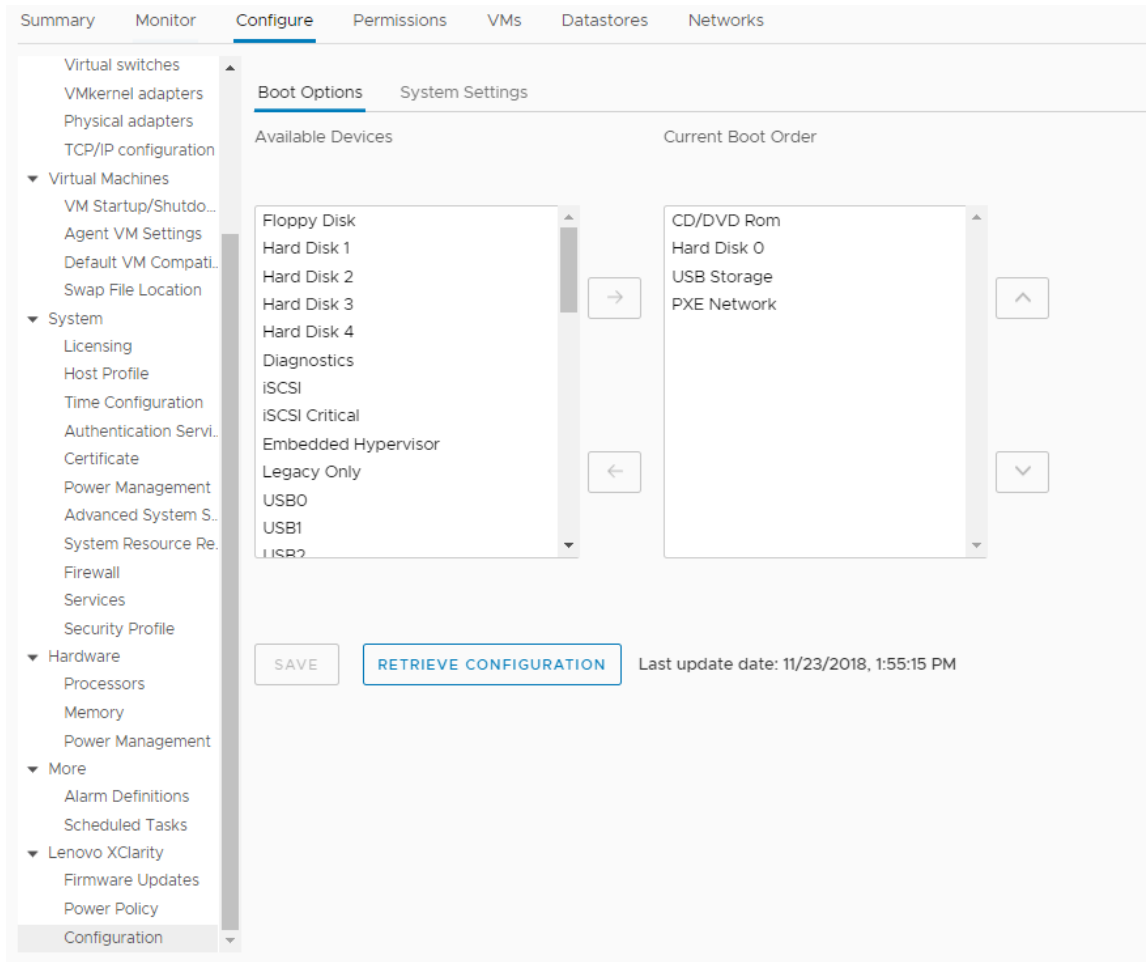 Summary Monitor Configure Permissions VMs Datastores Networks
Virtual switches
VMkernel adapters
Physical adapters
TCP/IP configuration
Virtual Machines
VM Startup/Shutdo...
Agent VM Settings
Default VM Compati..
Swap File Location
System
Licensing
Host Profile
Time Configuration
Authentication Servi..
Certificate
Power Management
Advanced System S..
System Resource Re.
Firewall
Services
Security Profile
Hardware
Processors
Memory
Power Management
More
Alarm Definitions
Scheduled Tasks
Lenovo XClarity
Firmware Updates
Power Policy
Configuration
Boot Options System Settings
Available Devices
Floppy Disk
Hard Disk 1
Hard Disk 2
Hard Disk 3
Hard Disk 4
Diagnostics
iSCSI
iSCSI Critical
Embedded Hypervisor
Legacy Only
USB0
USB1
USB2
Current Boot Order
CD/DVD Rom
Hard Disk 0
USB Storage
PXE Network
SAVE RETRIEVE CONFIGURATION Last update date: 11/23/2018, 1:55:15 PM